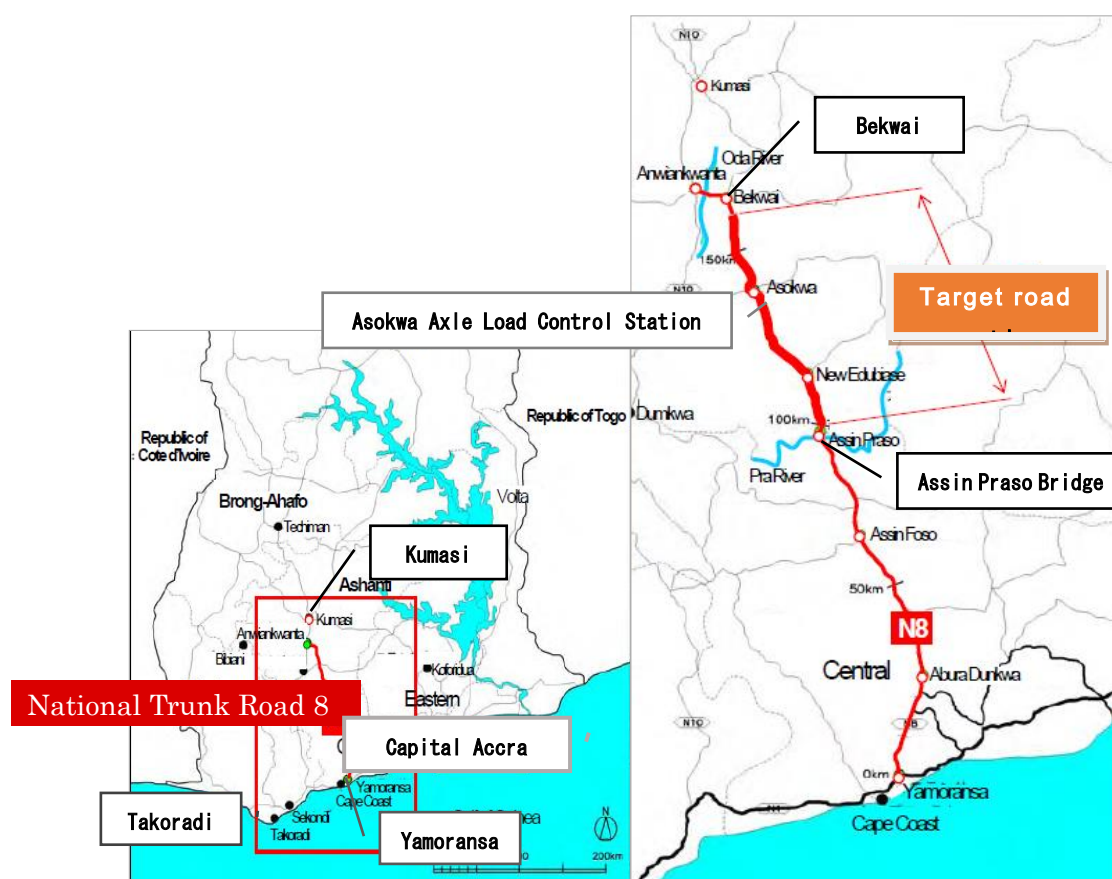 N10
Kumasi
Bekwai
Oda River
Anwiankwanta
Bekwai
150km
N10
Asokwa
Target road
Asokwa Axle Load Control Station
New Edubiase
Dumkwa
100km
Assin Praso
Pra River
Assin Praso Bridge
Assin Foso
50km
N8
Central
Abura Dunkwa
N10
N8
0km
Yamoransa
N1
Cape Coast
Republic of Togo
Republic of
Cote d'Ivoire
Brong-Ahafo
Volta
Techiman
Kumasi
Ashanti
Kumasi
Anwiankwanta
Bibiani
Koforidua
Eastern
National Trunk Road 8
Capital Accra
Yamoransa
Cape Coast
Takoradi
Sekondi
Takoradi
Yamoransa
N
200km